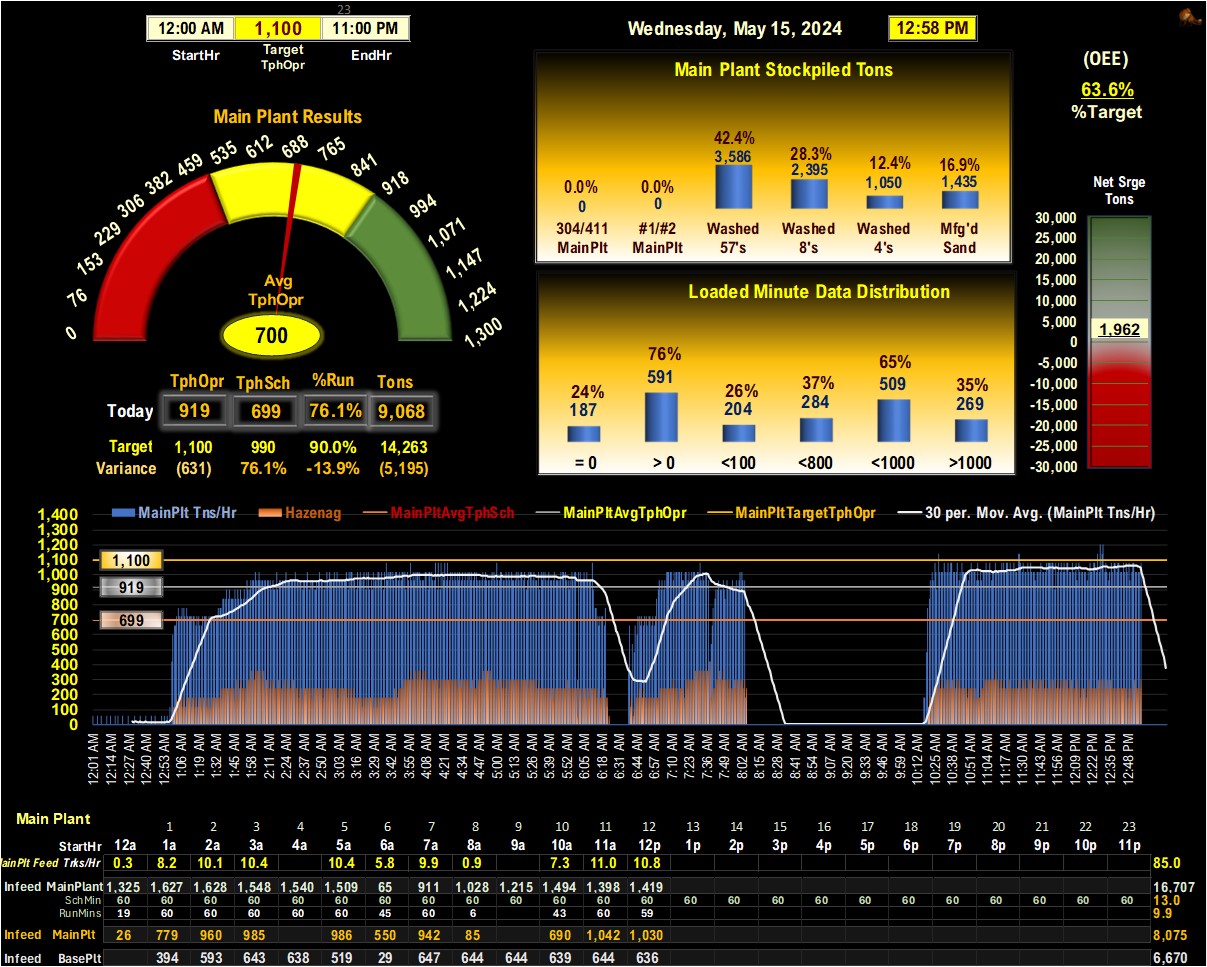 23
12:00 AM 1,100 11:00 PM
StartHr Target TphOpr EndHr
Wednesday, May 15, 2024 12:58 PM
(OEE)
63.6%
%Target
Main Plant Results
0 76 153 229 306 382 459 535 612 688 765 841 918 994 1,071 1,147 1,224 1,300
Avg
TphOpr
700
TphOpr TphSch %Run Tons
Today 919 699 76.1% 9,068
Target 1,100 990 90.0% 14,263
Variance (631) 76.1% -13.9% (5,195)
Main Plant Stockpiled Tons
0.0% 0.0% 42.4% 28.3% 12.4% 16.9%
0 0 3,586 2,395 1,050 1,435
304/411 #1/#2 Washed Washed Washed Mfg'd
MainPlt MainPlt 57's 8's 4's Sand
Loaded Minute Data Distribution
24% 76% 26% 37% 65% 35%
187 591 204 284 509 269
= 0 > 0 <100 <800 <1000 >1000
Net Srge
Tons
30,000
25,000
20,000
15,000
10,000
5,000
1,962
0
-5,000
-10,000
-15,000
-20,000
-25,000
-30,000
MainPlt Tns/Hr Hazenag MainPltAvgTphSch MainPltAvgTphOpr MainPltTargetTphOpr 30 per. Mov. Avg. (MainPlt Tns/Hr)
1,400
1,300
1,200
1,100
1,000
900
800
700
600
500
400
300
200
100
0
1,100
919
699
12:01 AM 12:14 AM 12:27 AM 12:40 AM 12:53 AM 1:06 AM 1:19 AM 1:32 AM 1:45 AM 1:58 AM 2:11 AM 2:24 AM 2:37 AM 2:50 AM 3:03 AM 3:16 AM 3:29 AM 3:42 AM 3:55 AM 4:08 AM 4:21 AM 4:34 AM 4:47 AM 5:00 AM 5:13 AM 5:26 AM 5:39 AM 5:52 AM 6:05 AM 6:18 AM 6:31 AM 6:44 AM 6:57 AM 7:10 AM 7:23 AM 7:36 AM 7:49 AM 8:02 AM 8:15 AM 8:28 AM 8:41 AM 8:54 AM 9:07 AM 9:20 AM 9:33 AM 9:46 AM 9:59 AM 10:12 AM 10:25 AM 10:38 AM 10:51 AM 11:04 AM 11:17 AM 11:30 AM 11:43 AM 11:56 AM 12:09 PM 12:22 PM 12:35 PM 12:48 PM
Main Plant
1 2 3 4 5 6 7 8 9 10 11 12 13 14 15 16 17 18 19 20 21 22 23
StartHr 12a 1a 2a 3a 4a 5a 6a 7a 8a 9a 10a 11a 12p 1p 2p 3p 4p 5p 6p 7p 8p 9p 10p 11p
MainPlt Feed Trks/Hr 0.3 8.2 10.1 10.4 10.4 5.8 9.9 0.9 7.3 11.0 10.8 85.0
Infeed MainPlant 1,325 1,627 1,628 1,548 1,540 1,509 65 911 1,028 1,215 1,494 1,398 1,419 16,707
SchMin 60 60 60 60 60 60 60 60 60 60 60 60 60 60 60 60 60 60 60 60 60 60 13.0
RunMins 19 60 60 60 60 45 60 6 43 60 59 9.9
Infeed MainPlt 26 779 960 985 986 550 942 85 690 1,042 1,030 8,075
Infeed BasePlt 394 593 643 638 519 29 647 644 644 639 644 636 6,670